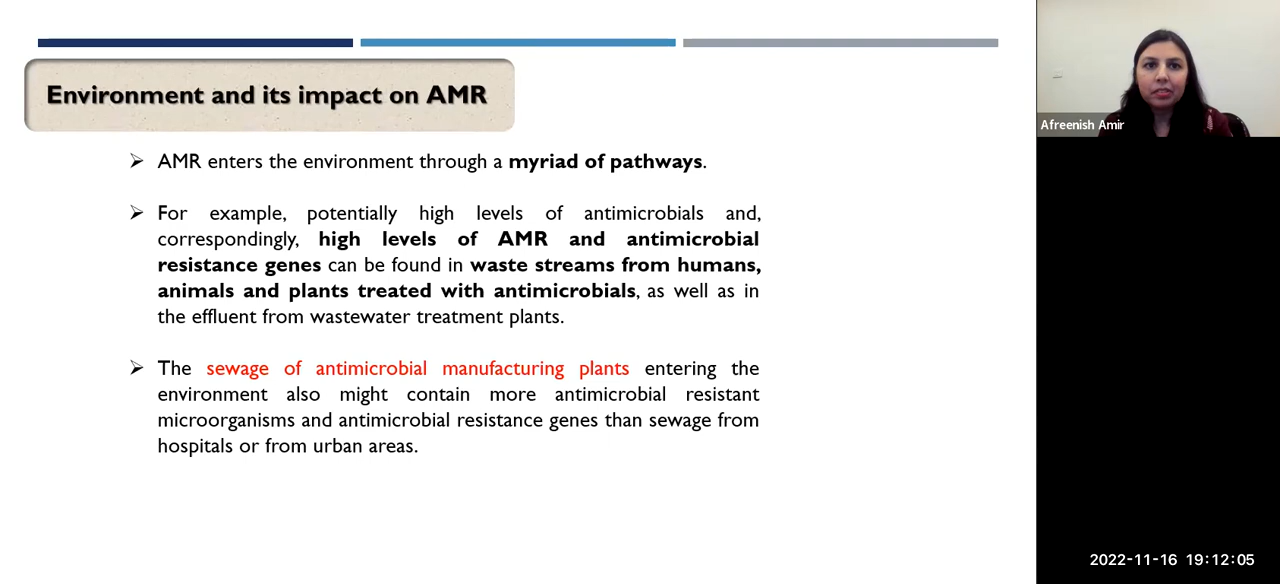 Environment and its impact on AMR
AMR enters the environment through a myriad of pathways.
For example, potentially high levels of antimicrobials and,
correspondingly, high levels of AMR and antimicrobial
resistance genes can be found in waste streams from humans,
animals and plants treated with antimicrobials, as well as in
the effluent from wastewater treatment plants.
The sewage of antimicrobial manufacturing plants entering the
environment also might contain more antimicrobial resistant
microorganisms and antimicrobial resistance genes than sewage from
hospitals or from urban areas.
Afreenish Amir
2022-11-16 19:12:05